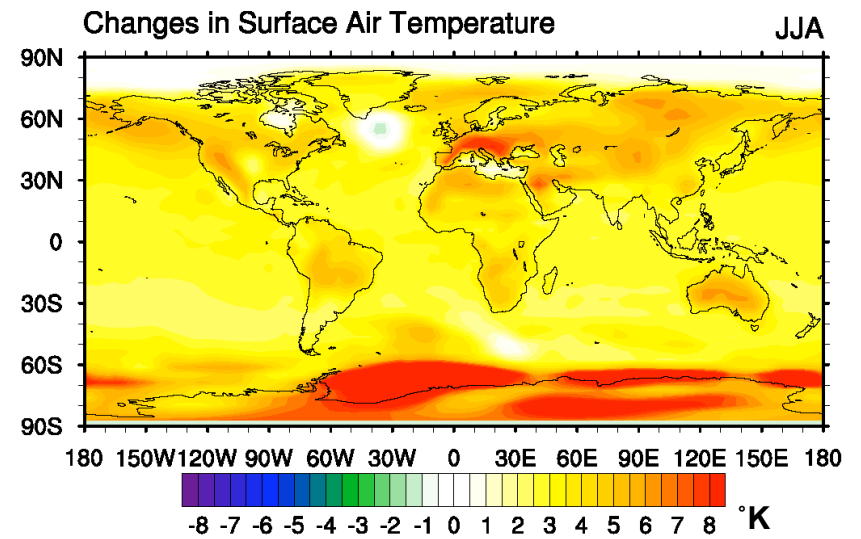 Changes in Surface Air Temperature JJA
90N
60N
30N
0
30S
60S
90S
180 150W 120W 90W 60W 30W 0 30E 60E 90E 120E 150E 180
-8 -7 -6 -5 -4 -3 -2 -1 0 1 2 3 4 5 6 7 8 °K